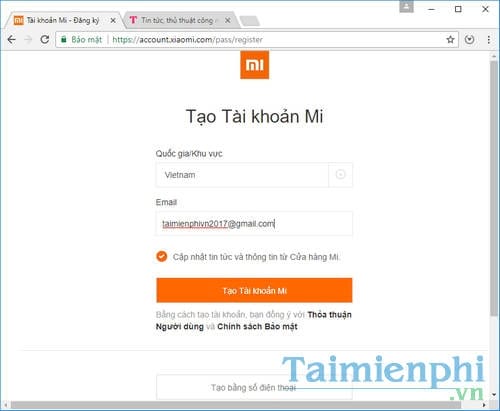 Tài khoản Mi - Đăng ký
Tin tức, thủ thuật công n
Bảo mật
https://account.xiaomi.com/pass/register
mi
Tạo Tài khoản Mi
Quốc gia/Khu vực
Vietnam
Email
taimienphivn2017@gmail.com
Cập nhật tin tức và thông tin từ Cửa hàng Mi.
Tạo Tài khoản Mi
Bằng cách tạo tài khoản, bạn đồng ý với Thỏa thuận
Người dùng và Chính sách Bảo mật
Tạo bằng số điện thoại
Taimienphi
.vn